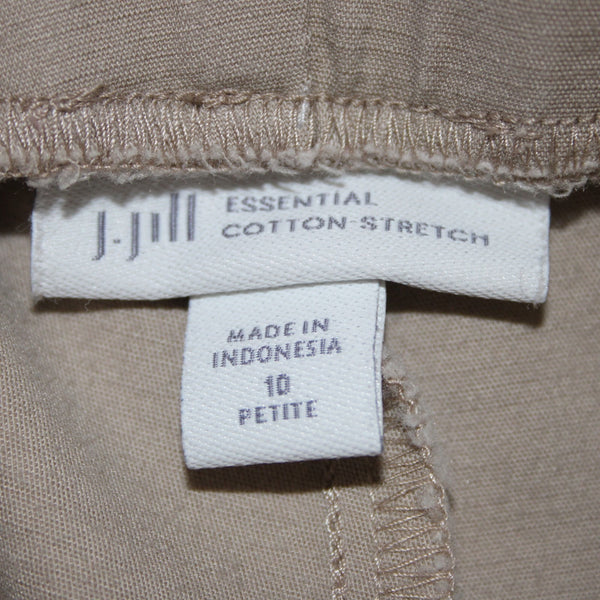 J.Jill ESSENTIAL
COTTON-STRETCH
MADE IN
INDONESIA
10
PETITE